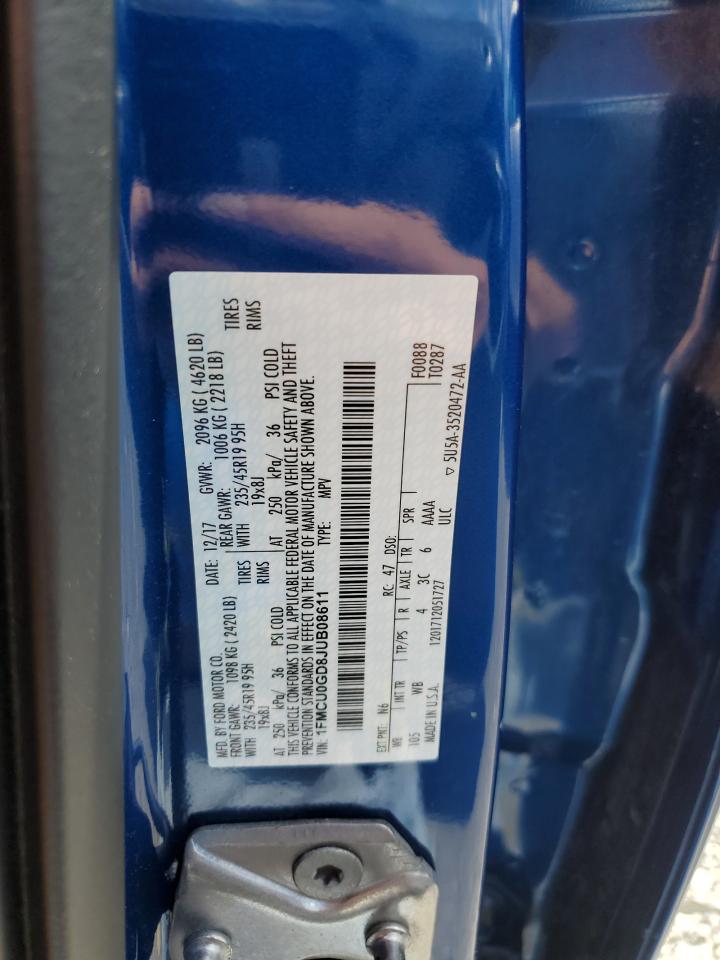 MFD. BY FORD MOTOR CO. DATE: 12/17 GVWR: 2096 KG ( 4620 LB)
FRONT GAWR: 1098 KG ( 2420 LB) REAR GAWR: 1006 KG ( 2218 LB)
WITH 235/45R19 95H TIRES WITH 235/45R19 95H TIRES
19x8J RIMS 19x8J RIMS
AT 250 kPa/ 36 PSI COLD AT 250 kPa/ 36 PSI COLD
THIS VEHICLE CONFORMS TO ALL APPLICABLE FEDERAL MOTOR VEHICLE SAFETY AND THEFT
PREVENTION STANDARDS IN EFFECT ON THE DATE OF MANUFACTURE SHOWN ABOVE.
VIN: 1FMCU0GD8JUB08611 TYPE: MPV
EXT PNT: N6 RC: 47 DSO: F0088
T0287
WB INT TR TP/PS R AXLE TR SPR
105 WB 4 3C 6 AAAA
MADE IN U.S.A. 1201712051727 ULC ▽ 5U5A-3520472-AA